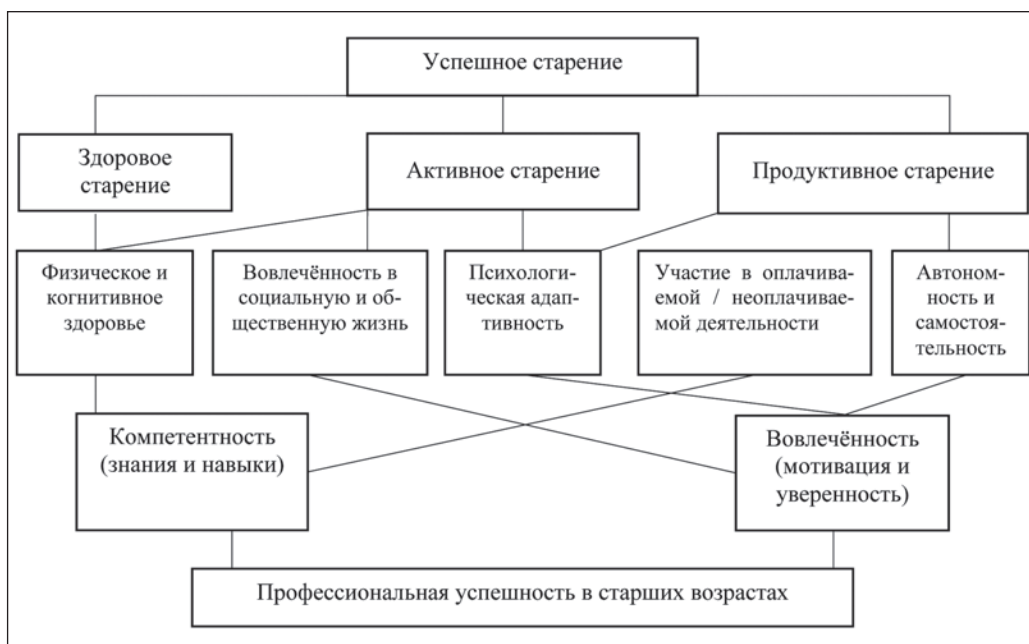 Успешное старение
Здоровое
старение
Активное старение
Продуктивное старение
Физическое и
когнитивное
здоровье
Вовлечённость в
социальную и об-
щественную жизнь
Психологи-
ческая адап-
тивность
Участие в оплачива-
емой / неоплачивае-
мой деятельности
Автоном-
ность и
самостоя-
тельность
Компетентность
(знания и навыки)
Вовлечённость
(мотивация и
уверенность)
Профессиональная успешность в старших возрастах